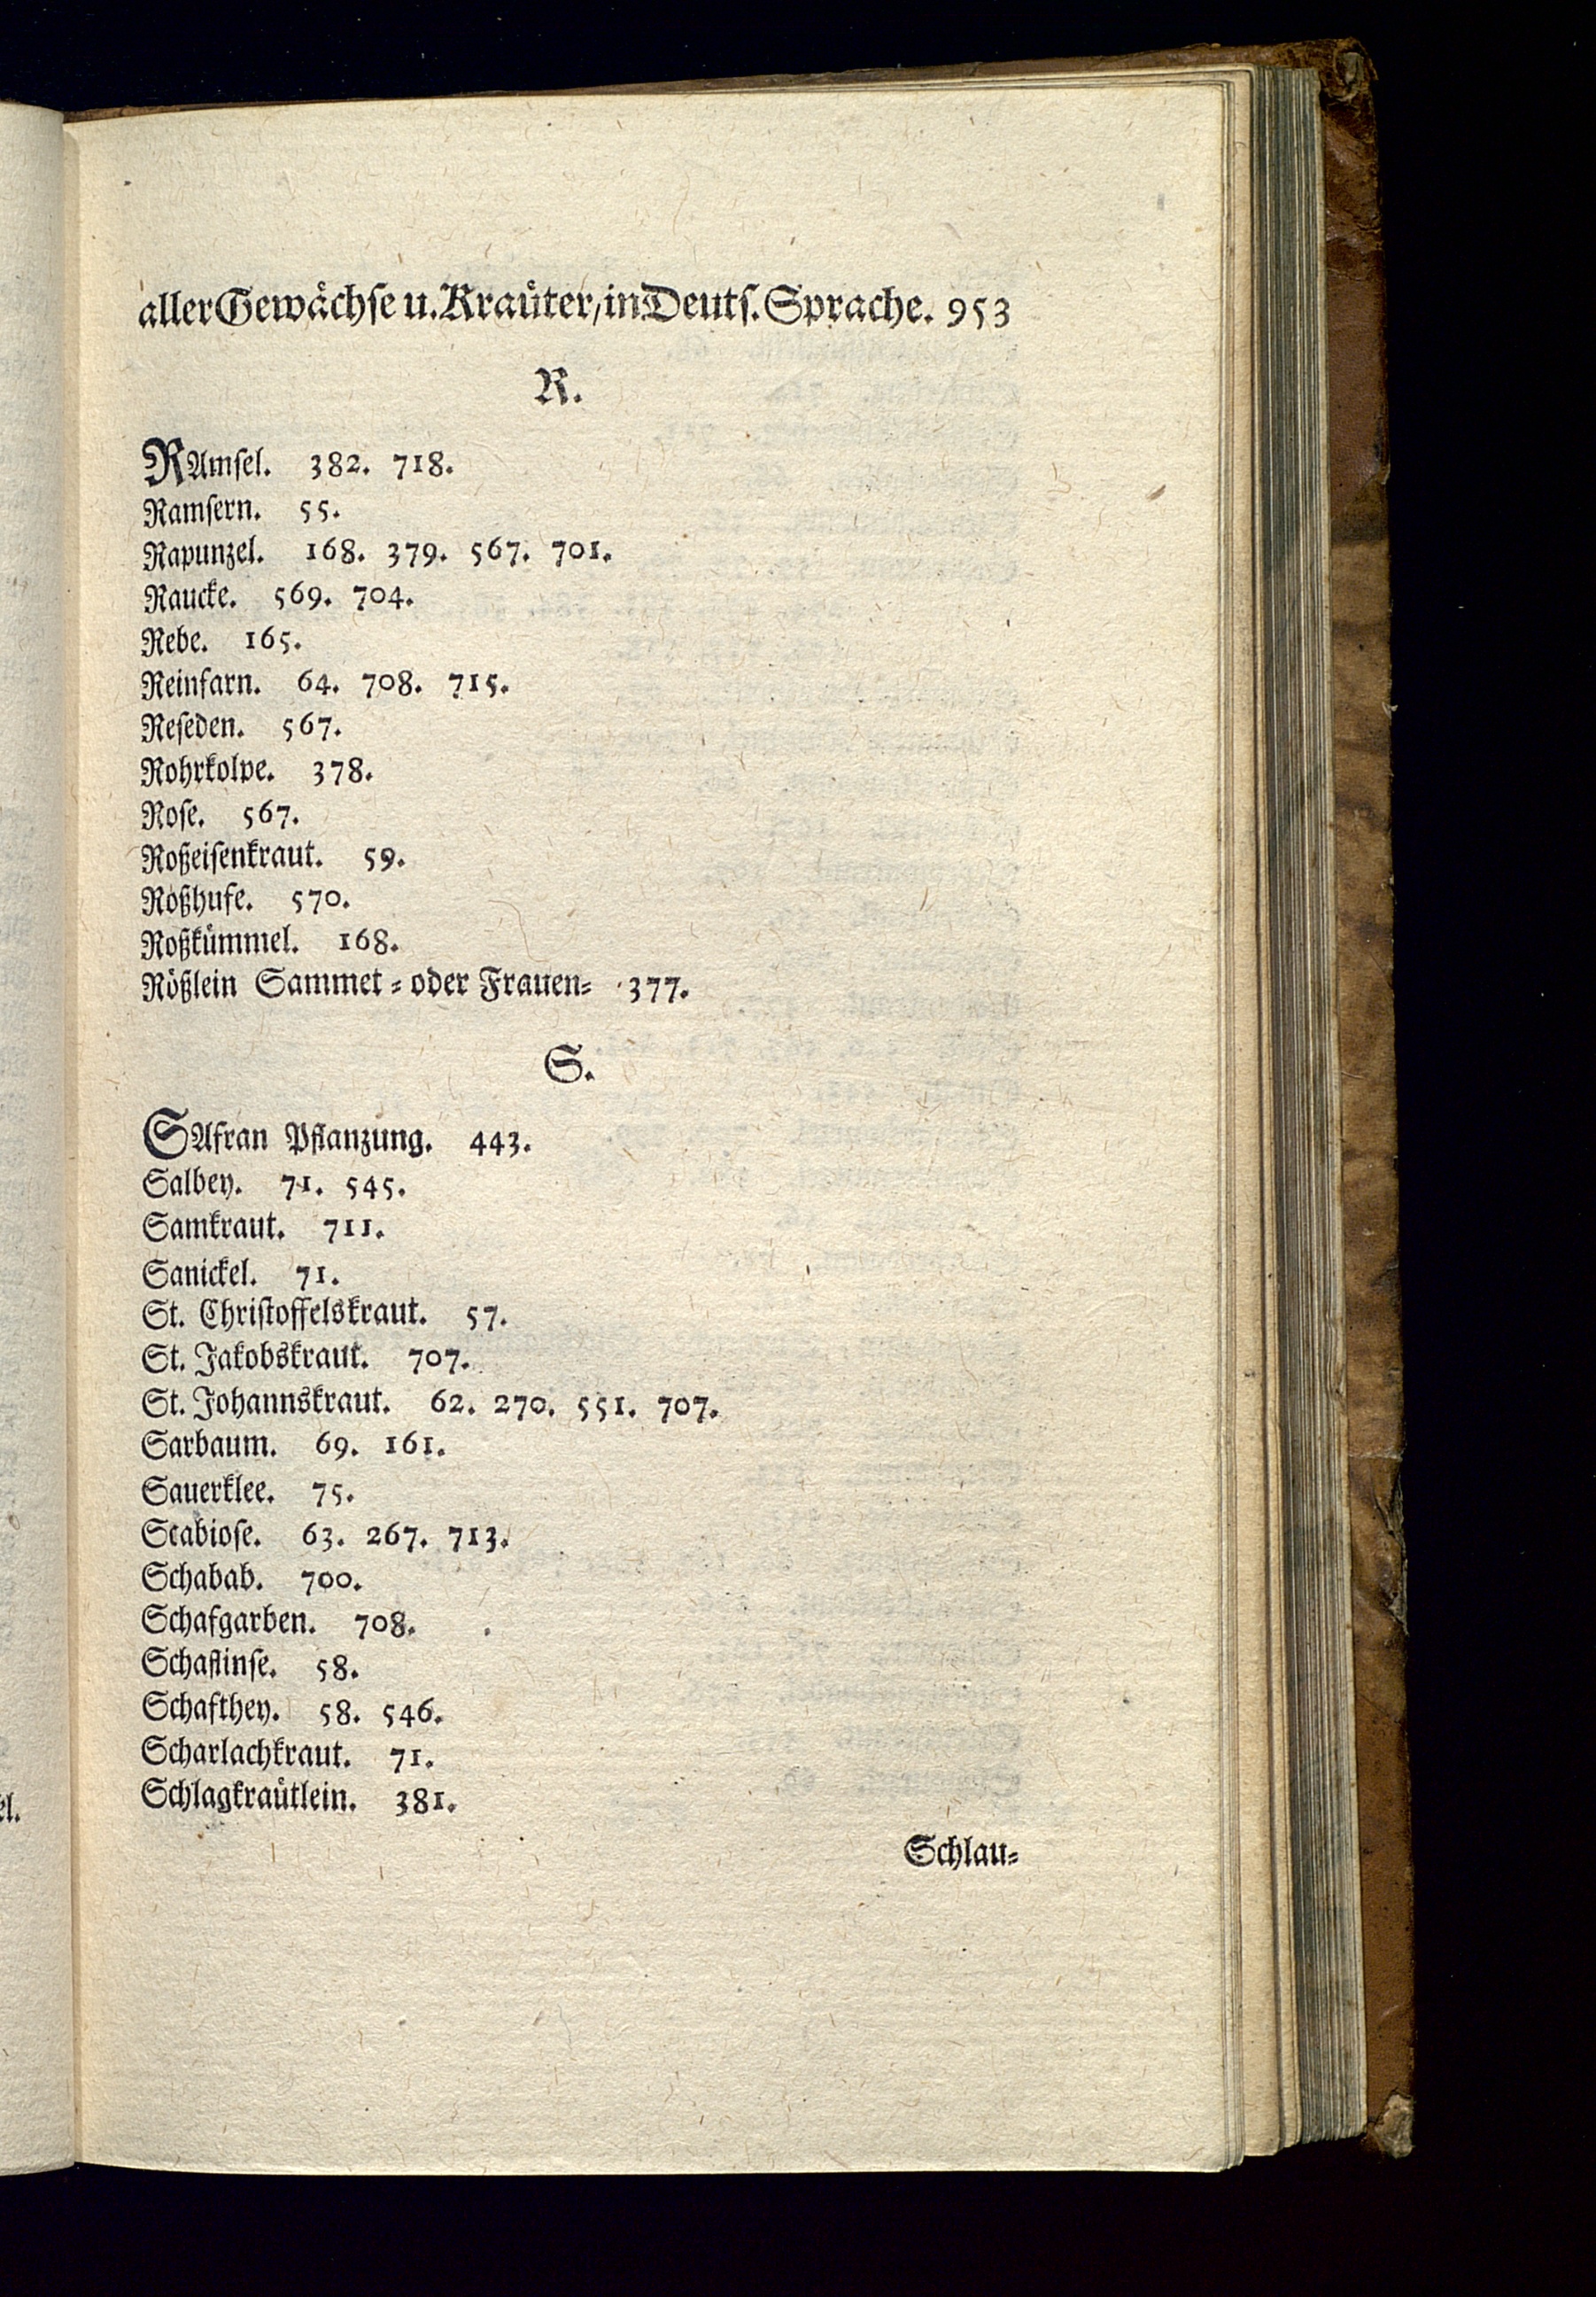 aller Gewächse u. Kraüter, in Deuts. Sprache. 953
R.
RAmsel. 382. 718.
Ramsern. 55.
Rapunzel. 168. 379. 567. 701.
Raucke. 569. 704.
Rebe. 165.
Reinfarn. 64. 708. 715.
Reseden. 567.
Rohrkolpe. 378.
Rose. 567.
Roßeisenkraut. 59.
Roßhufe. 570.
Roßkümmel. 168.
Rößlein Sammet- oder Frauen- 377.
S.
SAfran Pflanzung. 443.
Salbey. 71. 545.
Samkraut. 711.
Sanickel. 71.
St. Christoffelskraut. 57.
St. Jakobskraut. 707.
St. Johannskraut. 62. 270. 551. 707.
Sarbaum. 69. 161.
Sauerklee. 75.
Scabiose. 63. 267. 713.
Schabab. 700.
Schafgarben. 708.
Schaflinse. 58.
Schafthey. 58. 546.
Scharlachkraut. 71.
Schlagkraütlein. 381.
Schlau-